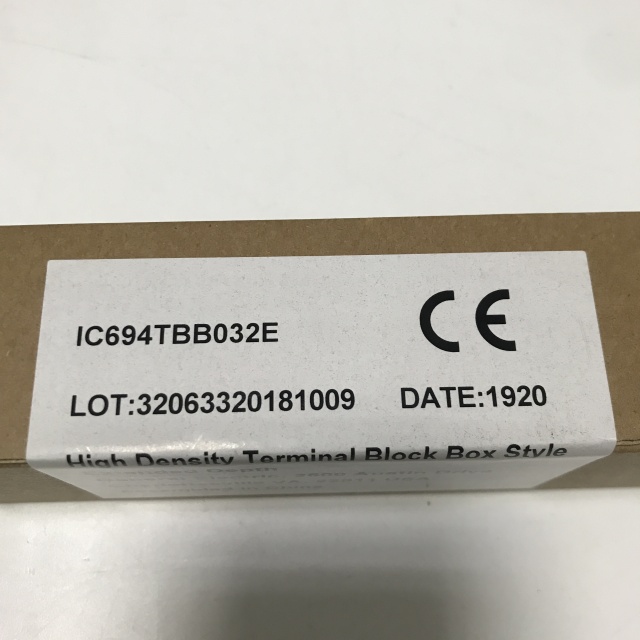 CE
IC694TBB032E
LOT:32063320181009 DATE:1920
High Density Terminal Block Box Style